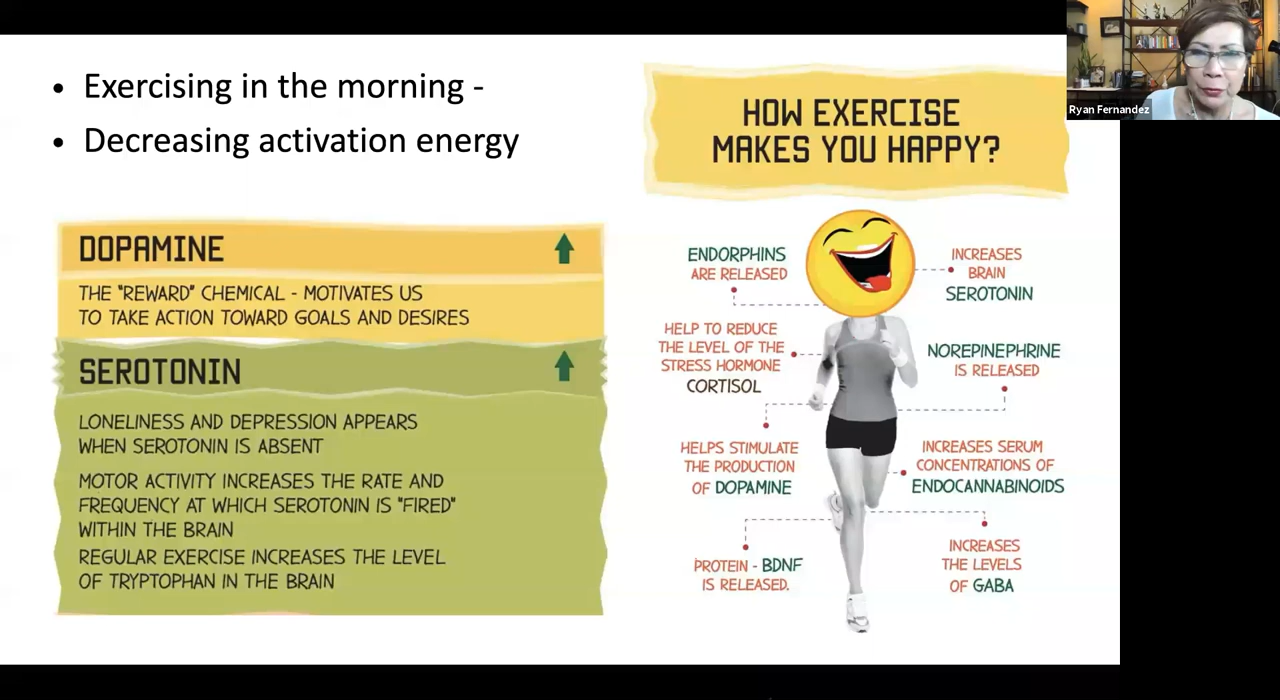 • Exercising in the morning -
• Decreasing activation energy
DOPAMINE
THE "REWARD" CHEMICAL - MOTIVATES US
TO TAKE ACTION TOWARD GOALS AND DESIRES
SEROTONIN
LONELINESS AND DEPRESSION APPEARS
WHEN SEROTONIN IS ABSENT
MOTOR ACTIVITY INCREASES THE RATE AND
FREQUENCY AT WHICH SEROTONIN IS "FIRED"
WITHIN THE BRAIN
REGULAR EXERCISE INCREASES THE LEVEL
OF TRYPTOPHAN IN THE BRAIN
HOW EXERCISE
MAKES YOU HAPPY?
ENDORPHINS
ARE RELEASED
HELP TO REDUCE
THE LEVEL OF THE
STRESS HORMONE
CORTISOL
HELPS STIMULATE
THE PRODUCTION
OF DOPAMINE
PROTEIN - BDNF
IS RELEASED.
INCREASES
BRAIN
SEROTONIN
NOREPINEPHRINE
IS RELEASED
INCREASES SERUM
CONCENTRATIONS OF
ENDOCANNABINOIDS
INCREASES
THE LEVELS
OF GABA
Ryan Fernandez